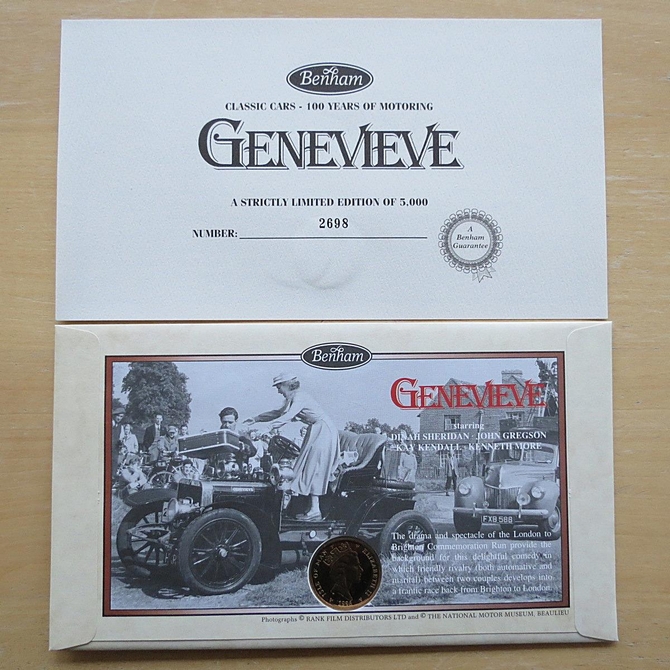 Benham
CLASSIC CARS - 100 YEARS OF MOTORING
GENEVIEVE
A STRICTLY LIMITED EDITION OF 5,000
NUMBER: 2698
A
Benham
Guarantee
Benham
GENEVIEVE
starring
DINAH SHERIDAN · JOHN GREGSON
KAY KENDALL · KENNETH MORE
FXB 588
The drama and spectacle of the London to
Brighton Commemoration Run provide the
background for this delightful comedy in
which friendly rivalry (both automative and
marital) between two couples develops into
a frantic race back from Brighton to London.
ELIZABETH II
Photographs © RANK FILM DISTRIBUTORS LTD and © THE NATIONAL MOTOR MUSEUM, BEAULIEU